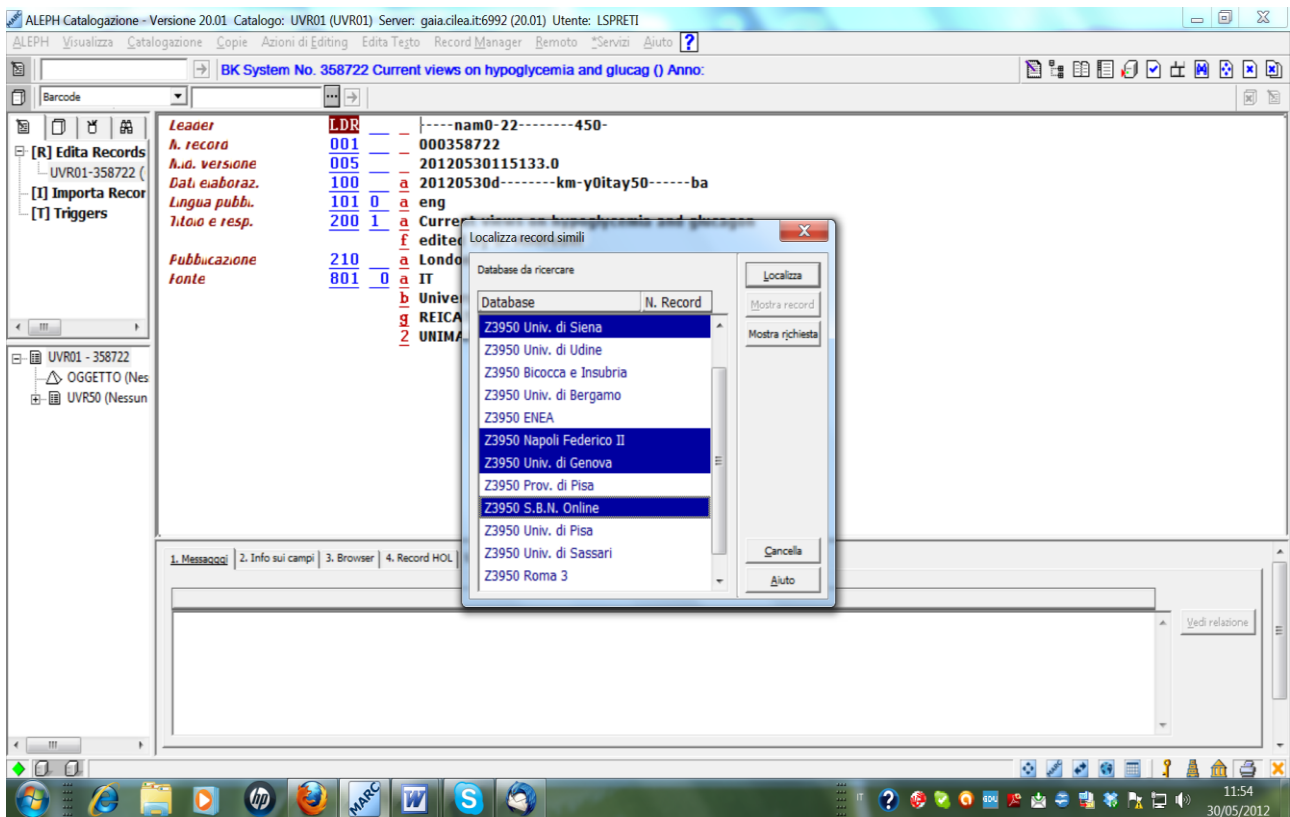 ALEPH Catalogazione - Versione 20.01 Catalogo: UVR01 (UVR01) Server: gaia.cilea.it:6992 (20.01) Utente: LSPRETI
ALEPH Visualizza Catalogazione Copie Azioni di Editing Edita Testo Record Manager Remoto *Servizi Ajuto ?
BK System No. 358722 Current views on hypoglycemia and glucag () Anno:
Barcode
[R] Edita Records
UVR01-358722 (
[I] Importa Recor
[T] Triggers
Leader LDR ----nam0-22--------450-
N. record 001 000358722
N.id. versione 005 20120530115133.0
Dati elaboraz. 100 a 20120530d--------km-y0itay50------ba
Lingua pubbl. 101 0 a eng
Titolo e resp. 200 1 a Current views on hypoglycemia and glucagon
f edited
Pubblicazione 210 a Londo
Fonte 801 0 a IT
b Univer
g REICA
2 UNIMA
UVR01 - 358722
OGGETTO (Nes
UVR50 (Nessun
Localizza record simili
Database da ricercare
Database N. Record
Z3950 Univ. di Siena
Z3950 Univ. di Udine
Z3950 Bicocca e Insubria
Z3950 Univ. di Bergamo
Z3950 ENEA
Z3950 Napoli Federico II
Z3950 Univ. di Genova
Z3950 Prov. di Pisa
Z3950 S.B.N. Online
Z3950 Univ. di Pisa
Z3950 Univ. di Sassari
Z3950 Roma 3
Localizza
Mostra record
Mostra richiesta
Cancella
Aiuto
1. Messaggi 2. Info sui campi 3. Browser 4. Record HOL
Vedi relazione
hp
MARC
W
S
IT
11:54
30/05/2012